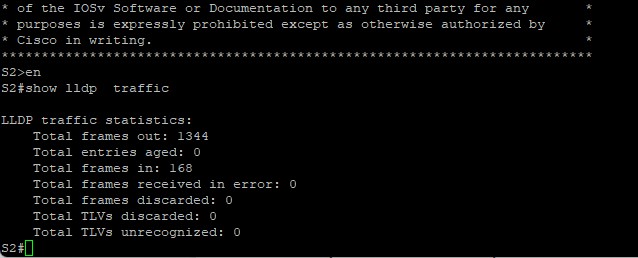 * of the IOSv Software or Documentation to any third party for any *
* purposes is expressly prohibited except as otherwise authorized by *
* Cisco in writing. *
**************************************************************************
S2>en
S2#show lldp  traffic
LLDP traffic statistics:
Total frames out: 1344
Total entries aged: 0
Total frames in: 168
Total frames received in error: 0
Total frames discarded: 0
Total TLVs discarded: 0
Total TLVs unrecognized: 0
S2#